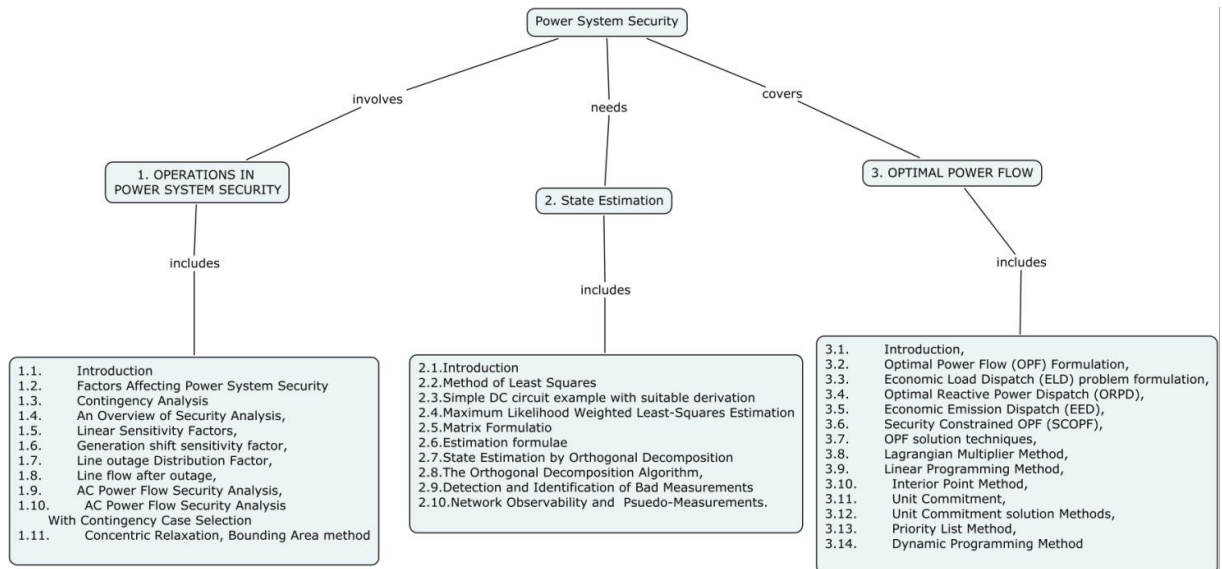 Power System Security
involves
needs
covers
1. OPERATIONS IN
POWER SYSTEM SECURITY
2. State Estimation
3. OPTIMAL POWER FLOW
includes
includes
includes
1.1. Introduction
1.2. Factors Affecting Power System Security
1.3. Contingency Analysis
1.4. An Overview of Security Analysis,
1.5. Linear Sensitivity Factors,
1.6. Generation shift sensitivity factor,
1.7. Line outage Distribution Factor,
1.8. Line flow after outage,
1.9. AC Power Flow Security Analysis,
1.10. AC Power Flow Security Analysis
With Contingency Case Selection
1.11. Concentric Relaxation, Bounding Area method
2.1.Introduction
2.2.Method of Least Squares
2.3.Simple DC circuit example with suitable derivation
2.4.Maximum Likelihood Weighted Least-Squares Estimation
2.5.Matrix Formulatio
2.6.Estimation formulae
2.7.State Estimation by Orthogonal Decomposition
2.8.The Orthogonal Decomposition Algorithm,
2.9.Detection and Identification of Bad Measurements
2.10.Network Observability and Psuedo-Measurements.
3.1. Introduction,
3.2. Optimal Power Flow (OPF) Formulation,
3.3. Economic Load Dispatch (ELD) problem formulation,
3.4. Optimal Reactive Power Dispatch (ORPD),
3.5. Economic Emission Dispatch (EED),
3.6. Security Constrained OPF (SCOPF),
3.7. OPF solution techniques,
3.8. Lagrangian Multiplier Method,
3.9. Linear Programming Method,
3.10. Interior Point Method,
3.11. Unit Commitment,
3.12. Unit Commitment solution Methods,
3.13. Priority List Method,
3.14. Dynamic Programming Method